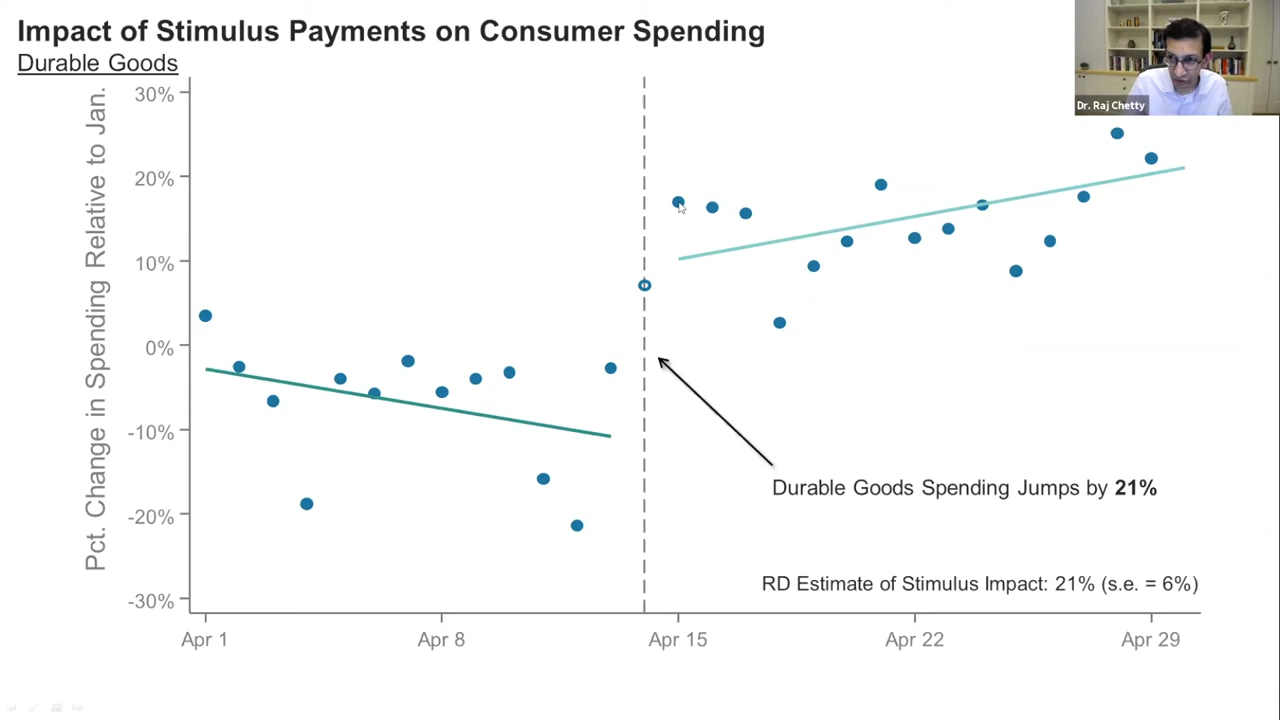 Impact of Stimulus Payments on Consumer Spending
Durable Goods
Dr. Raj Chetty
Pct. Change in Spending Relative to Jan.
30%
20%
10%
0%
-10%
-20%
-30%
Durable Goods Spending Jumps by 21%
RD Estimate of Stimulus Impact: 21% (s.e. = 6%)
Apr 1
Apr 8
Apr 15
Apr 22
Apr 29